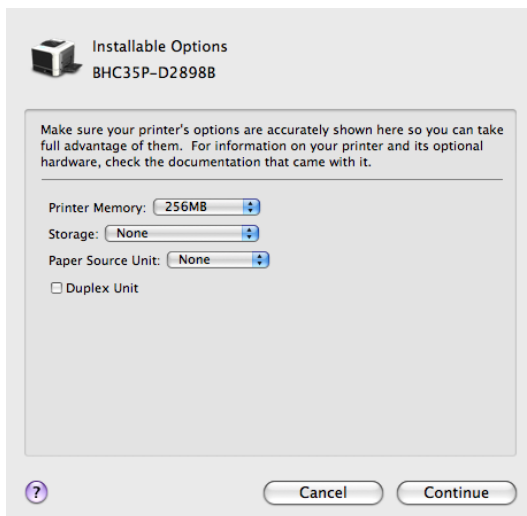 Installable Options
BHC35P-D2898B
Make sure your printer's options are accurately shown here so you can take
full advantage of them. For information on your printer and its optional
hardware, check the documentation that came with it.
Printer Memory: 256MB
Storage: None
Paper Source Unit: None
Duplex Unit
? Cancel Continue